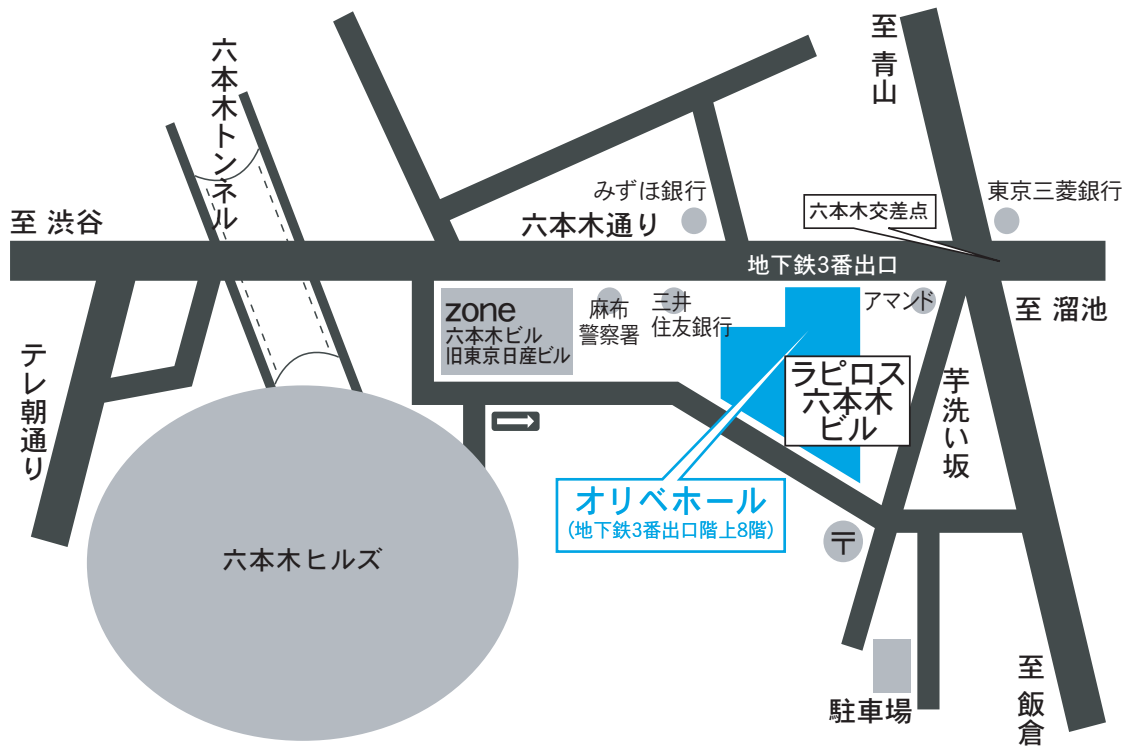 至 青山
六本木トンネル
みずほ銀行
東京三菱銀行
六本木交差点
至 渋谷
六本木通り
地下鉄3番出口
zone
六本木ビル
旧東京日産ビル
麻布
警察署
三井
住友銀行
アマンド
至 溜池
テレ朝通り
ラピロス
六本木
ビル
芋洗い坂
オリベホール
(地下鉄3番出口階上8階)
〒
六本木ヒルズ
駐車場
至 飯倉